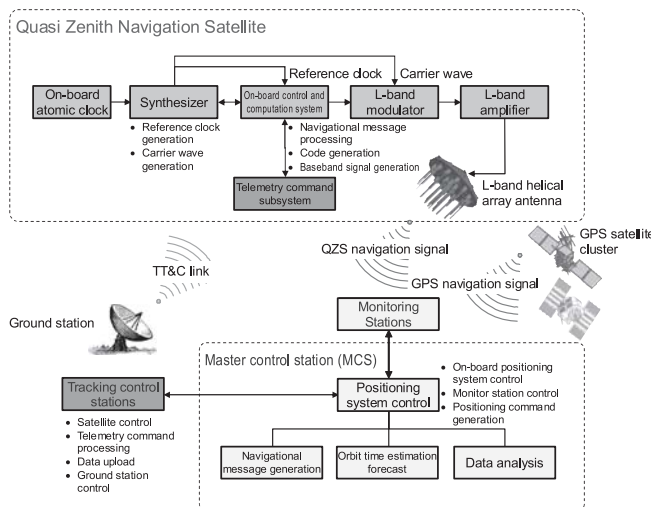 Quasi Zenith Navigation Satellite
Reference clock
Carrier wave
On-board
atomic clock
Synthesizer
On-board control and
computation system
L-band
modulator
L-band
amplifier
• Reference clock
generation
• Carrier wave
generation
• Navigational message
processing
• Code generation
• Baseband signal generation
Telemetry command
subsystem
L-band helical
array antenna
TT&C link
QZS navigation signal
GPS navigation signal
GPS satellite
cluster
Ground station
Monitoring
Stations
Master control station (MCS)
Tracking control
stations
• Satellite control
• Telemetry command
processing
• Data upload
• Ground station
control
Positioning
system control
• On-board positioning
system control
• Monitor station control
• Positioning command
generation
Navigational
message generation
Orbit time estimation
forecast
Data analysis